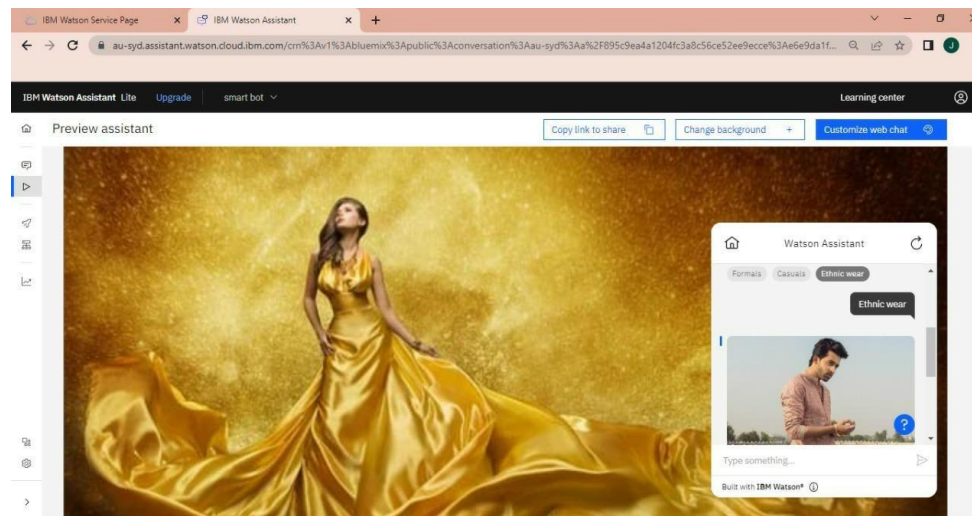 IBM Watson Service Page
IBM Watson Assistant
au-syd.assistant.watson.cloud.ibm.com/crn%3Av1%3Abluemix%3Apublic%3Aconversation%3Aau-syd%3Aa%2F895c9ea4a1204fc3a8c56ce52ee9ecce%3Ae6e9da1f...
J
IBM Watson Assistant Lite Upgrade smart bot Learning center
Preview assistant Copy link to share Change background + Customize web chat
Watson Assistant
Formals Casuals Ethnic wear
Ethnic wear
?
Type something...
Built with IBM Watson®